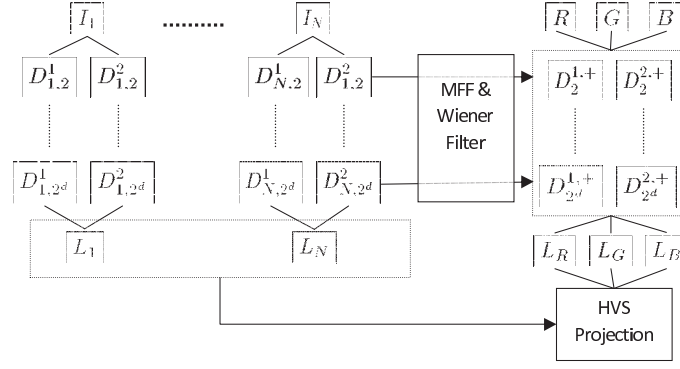 I_1 .......... I_N R G B
D^1_{1,2} D^2_{1,2} D^1_{N,2} D^2_{1,2} D^{1,+}_2 D^{2,+}_2
MFF &
Wiener
Filter
D^1_{1,2^d} D^2_{1,2^d} D^1_{N,2^d} D^2_{N,2^d} D^{1,+}_{2^d} D^{2,+}_{2^d}
L_1 L_N L_R L_G L_B
HVS
Projection